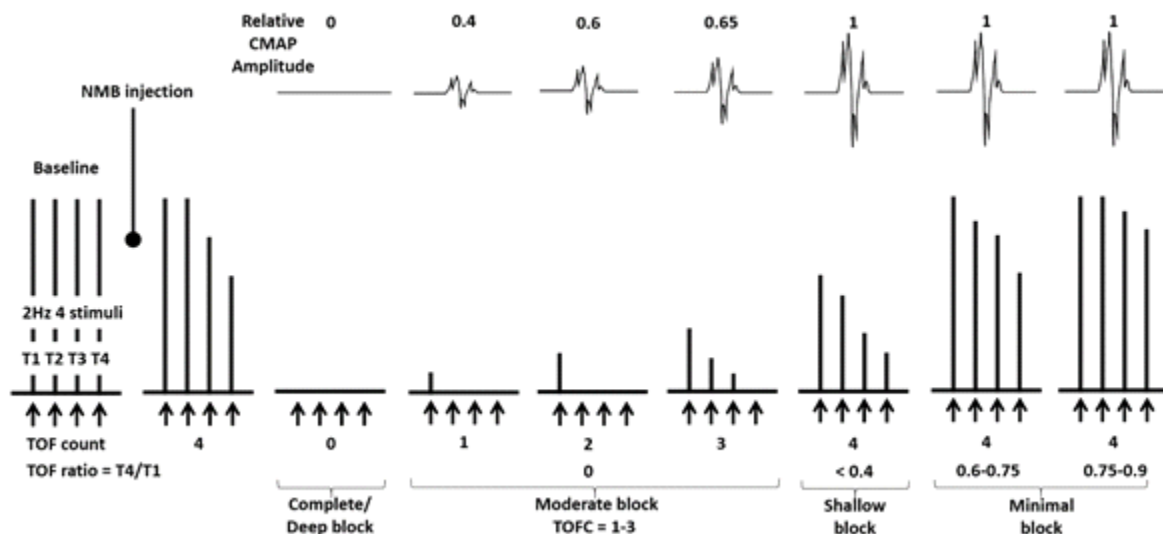 Relative
CMAP
Amplitude
0 0.4 0.6 0.65 1 1 1
NMB injection
Baseline
2Hz 4 stimuli
T1 T2 T3 T4
TOF count 4 0 1 2 3 4 4 4
TOF ratio = T4/T1 0 < 0.4 0.6-0.75 0.75-0.9
Complete/
Deep block
Moderate block
TOFC = 1-3
Shallow
block
Minimal
block